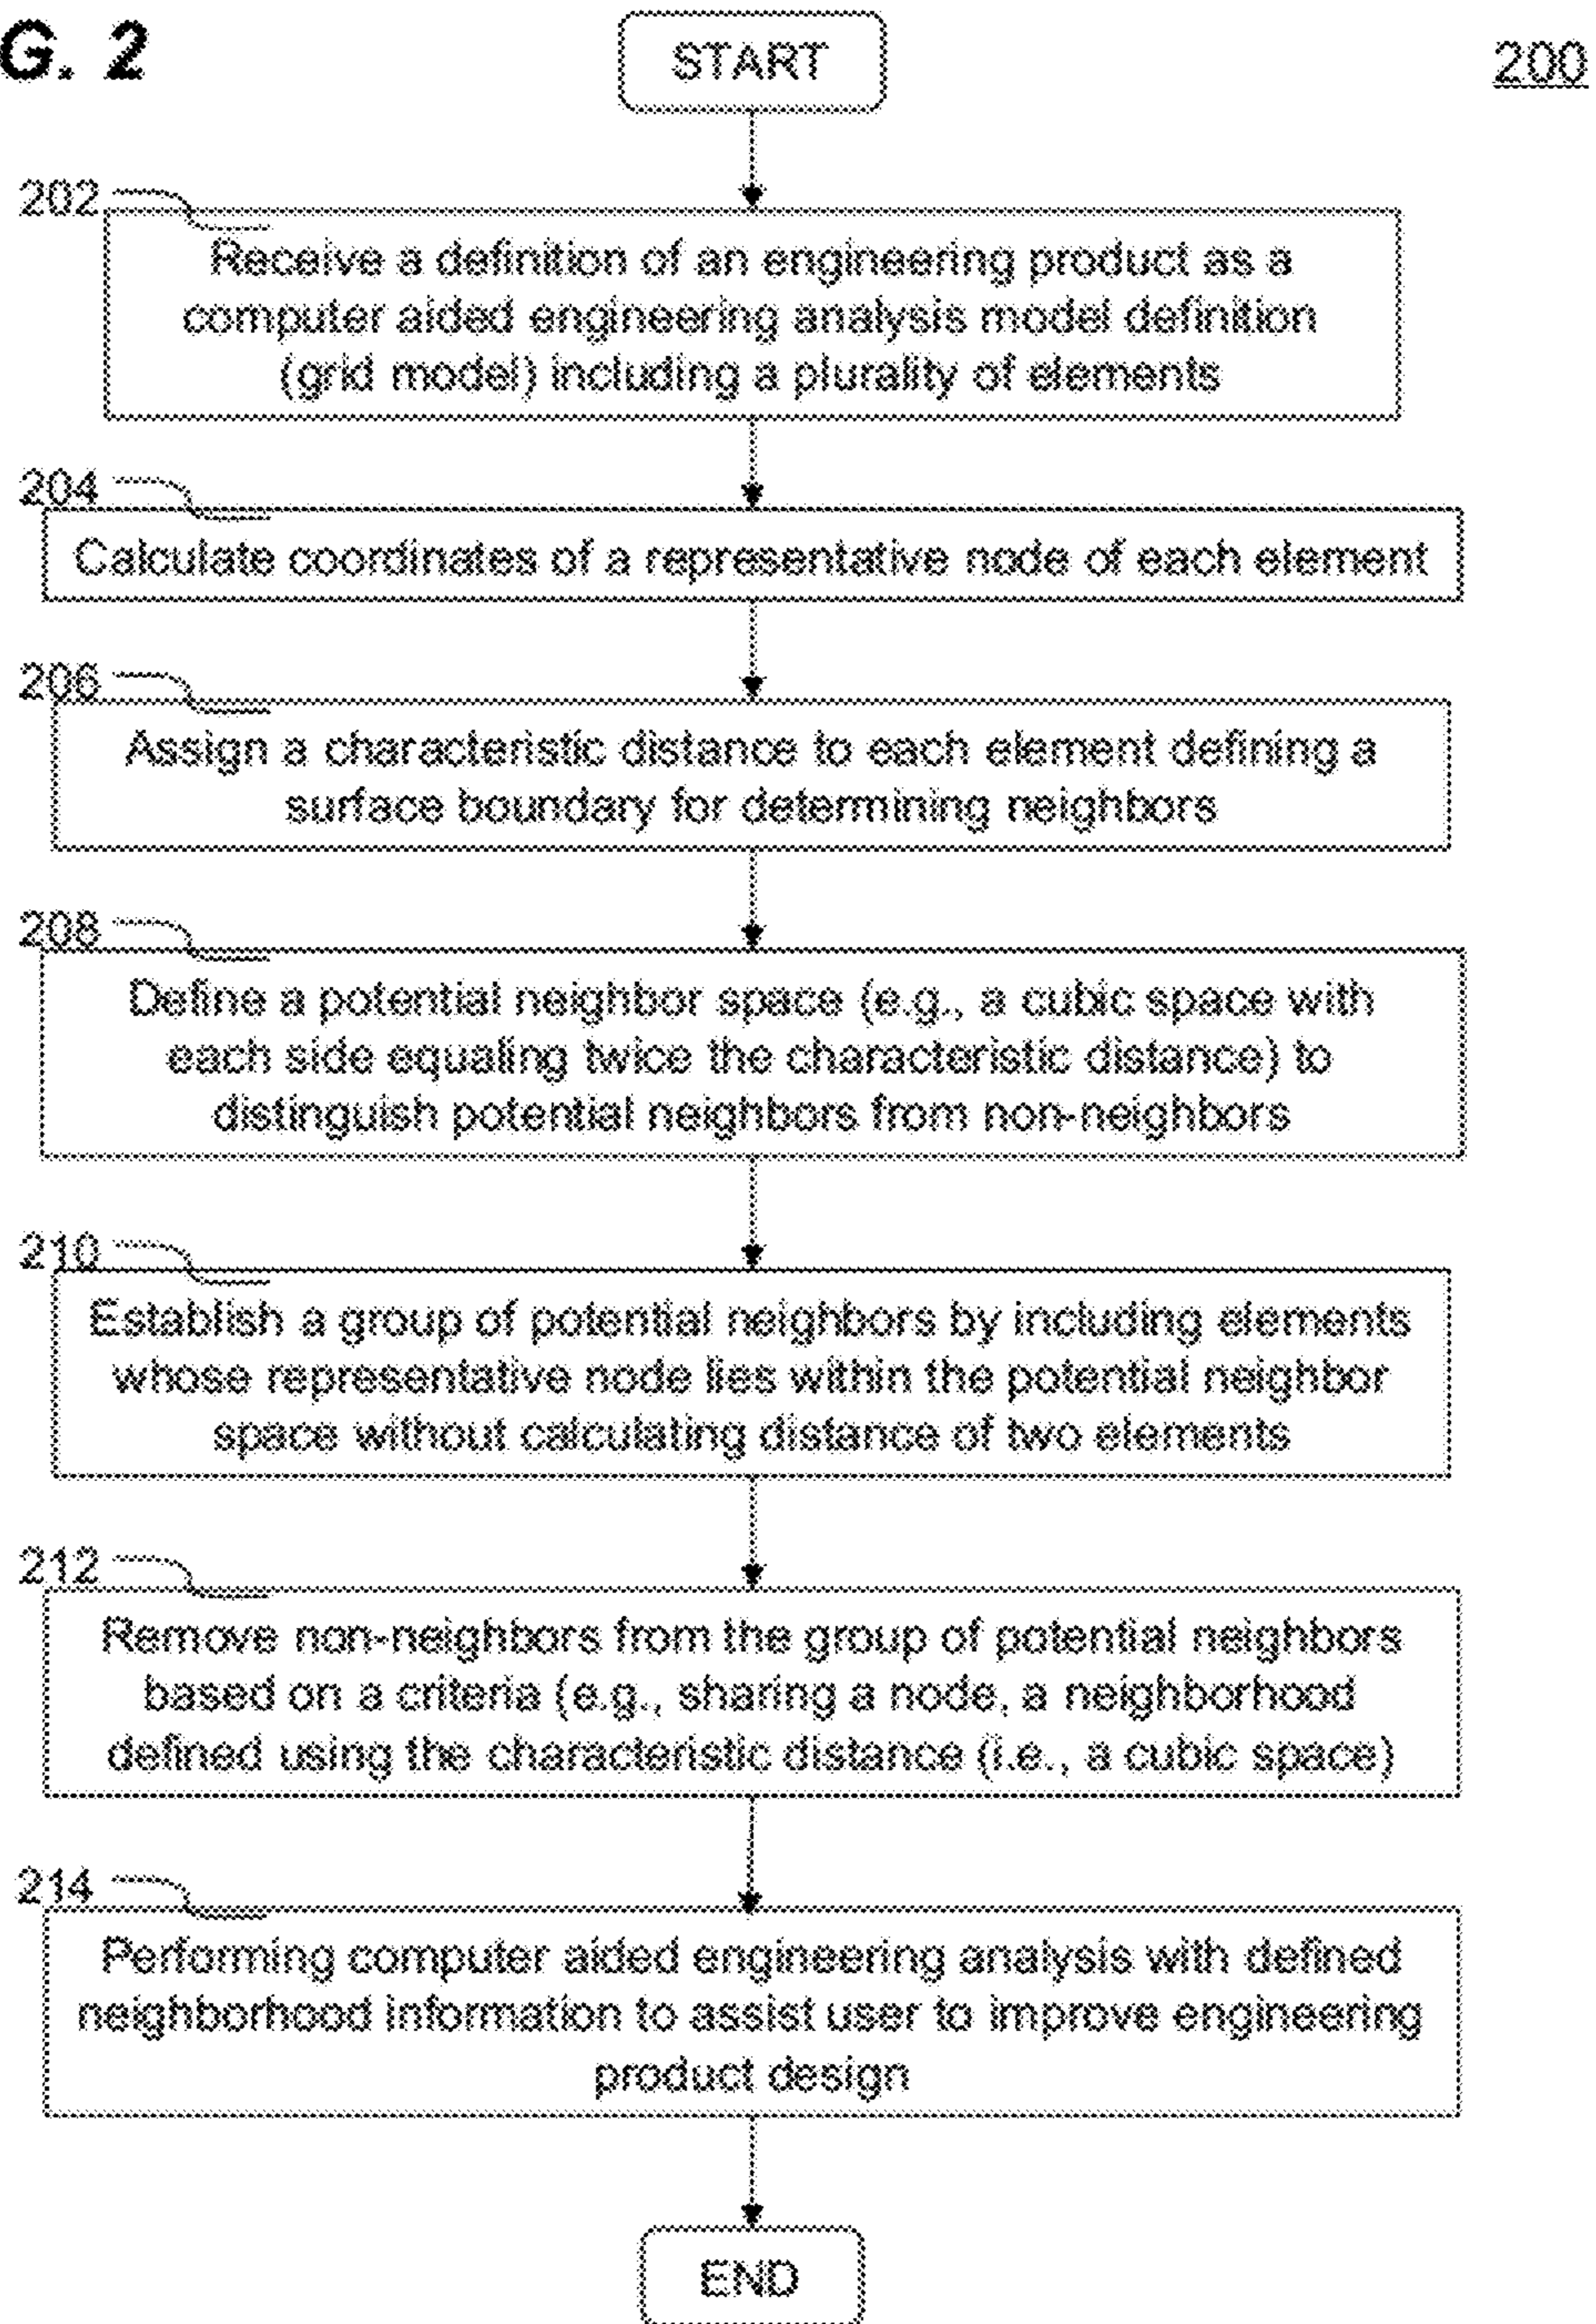 G. 2
START
200
202
Receive a definition of an engineering product as a
computer aided engineering analysis model definition
(grid model) including a plurality of elements
204
Calculate coordinates of a representative node of each element
206
Assign a characteristic distance to each element defining a
surface boundary for determining neighbors
208
Define a potential neighbor space (e.g., a cubic space with
each side equaling twice the characteristic distance) to
distinguish potential neighbors from non-neighbors
210
Establish a group of potential neighbors by including elements
whose representative node lies within the potential neighbor
space without calculating distance of two elements
212
Remove non-neighbors from the group of potential neighbors
based on a criteria (e.g., sharing a node, a neighborhood
defined using the characteristic distance (i.e., a cubic space)
214
Performing computer aided engineering analysis with defined
neighborhood information to assist user to improve engineering
product design
END